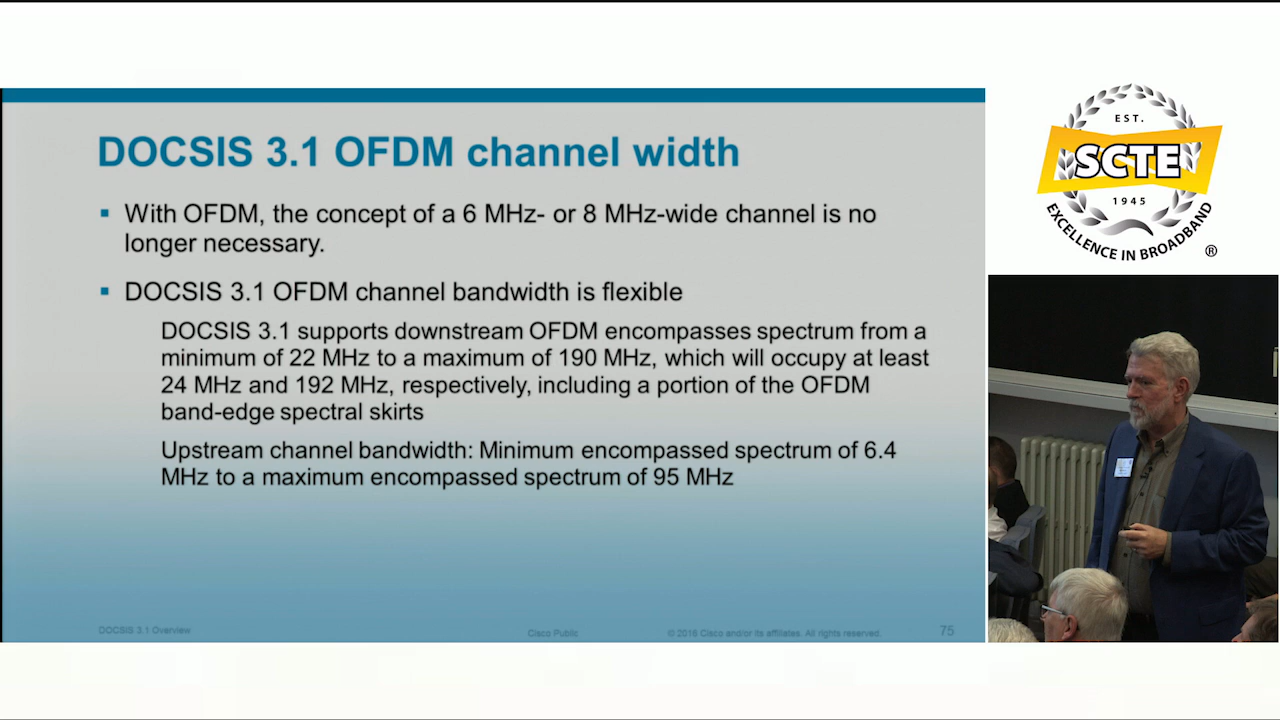 DOCSIS 3.1 OFDM channel width
With OFDM, the concept of a 6 MHz- or 8 MHz-wide channel is no
longer necessary.
DOCSIS 3.1 OFDM channel bandwidth is flexible
DOCSIS 3.1 supports downstream OFDM encompasses spectrum from a
minimum of 22 MHz to a maximum of 190 MHz, which will occupy at least
24 MHz and 192 MHz, respectively, including a portion of the OFDM
band-edge spectral skirts
Upstream channel bandwidth: Minimum encompassed spectrum of 6.4
MHz to a maximum encompassed spectrum of 95 MHz
DOCSIS 3.1 Overview
Cisco Public
© 2016 Cisco and/or its affiliates. All rights reserved.
75
EST.
SCTE
1945
EXCELLENCE IN BROADBAND
®